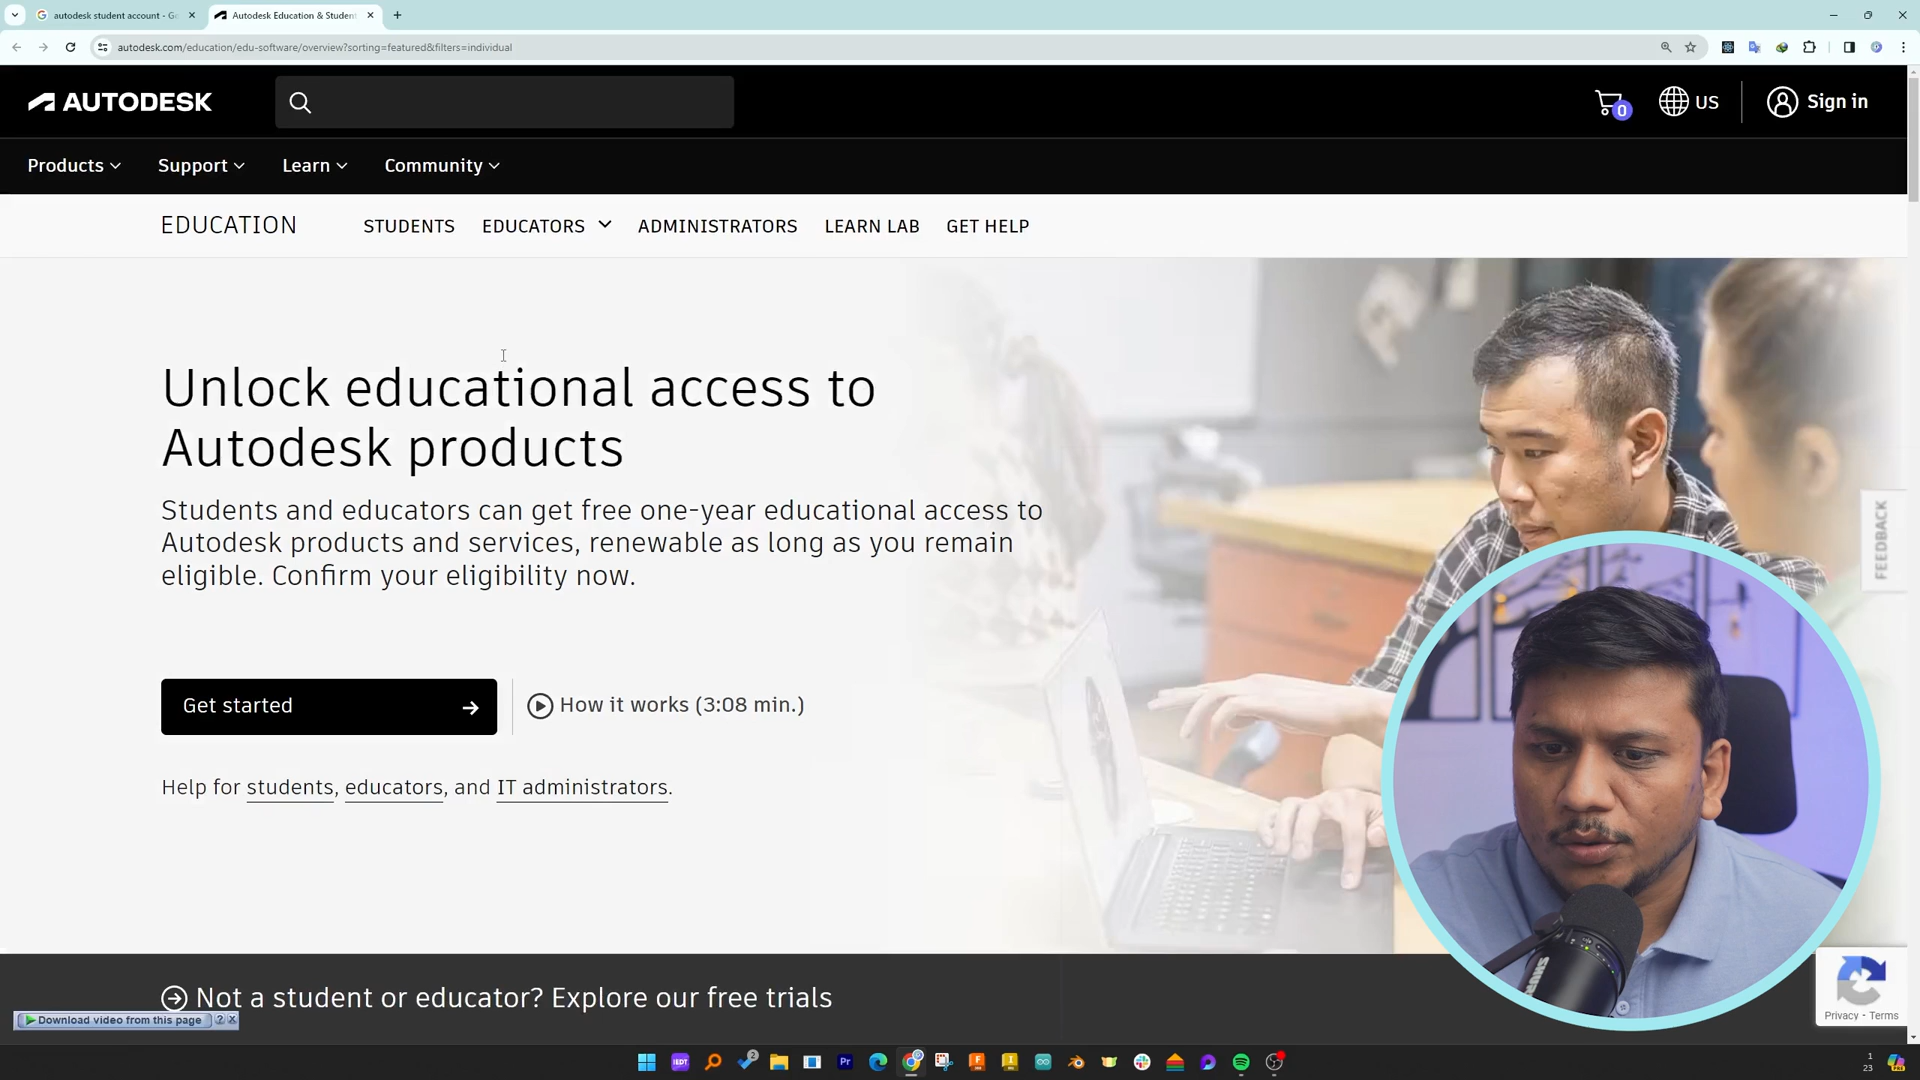 autodesk student account - Go
Autodesk Education & Student
autodesk.com/education/edu-software/overview?sorting=featured&filters=individual
AUTODESK
0
US
Sign in
Products
Support
Learn
Community
EDUCATION
STUDENTS
EDUCATORS
ADMINISTRATORS
LEARN LAB
GET HELP
Unlock educational access to
Autodesk products
Students and educators can get free one-year educational access to
Autodesk products and services, renewable as long as you remain
eligible. Confirm your eligibility now.
FEEDBACK
Get started
How it works (3:08 min.)
Help for students, educators, and IT administrators.
Not a student or educator? Explore our free trials
Download video from this page
?
Privacy - Terms
2
Pr
1
23